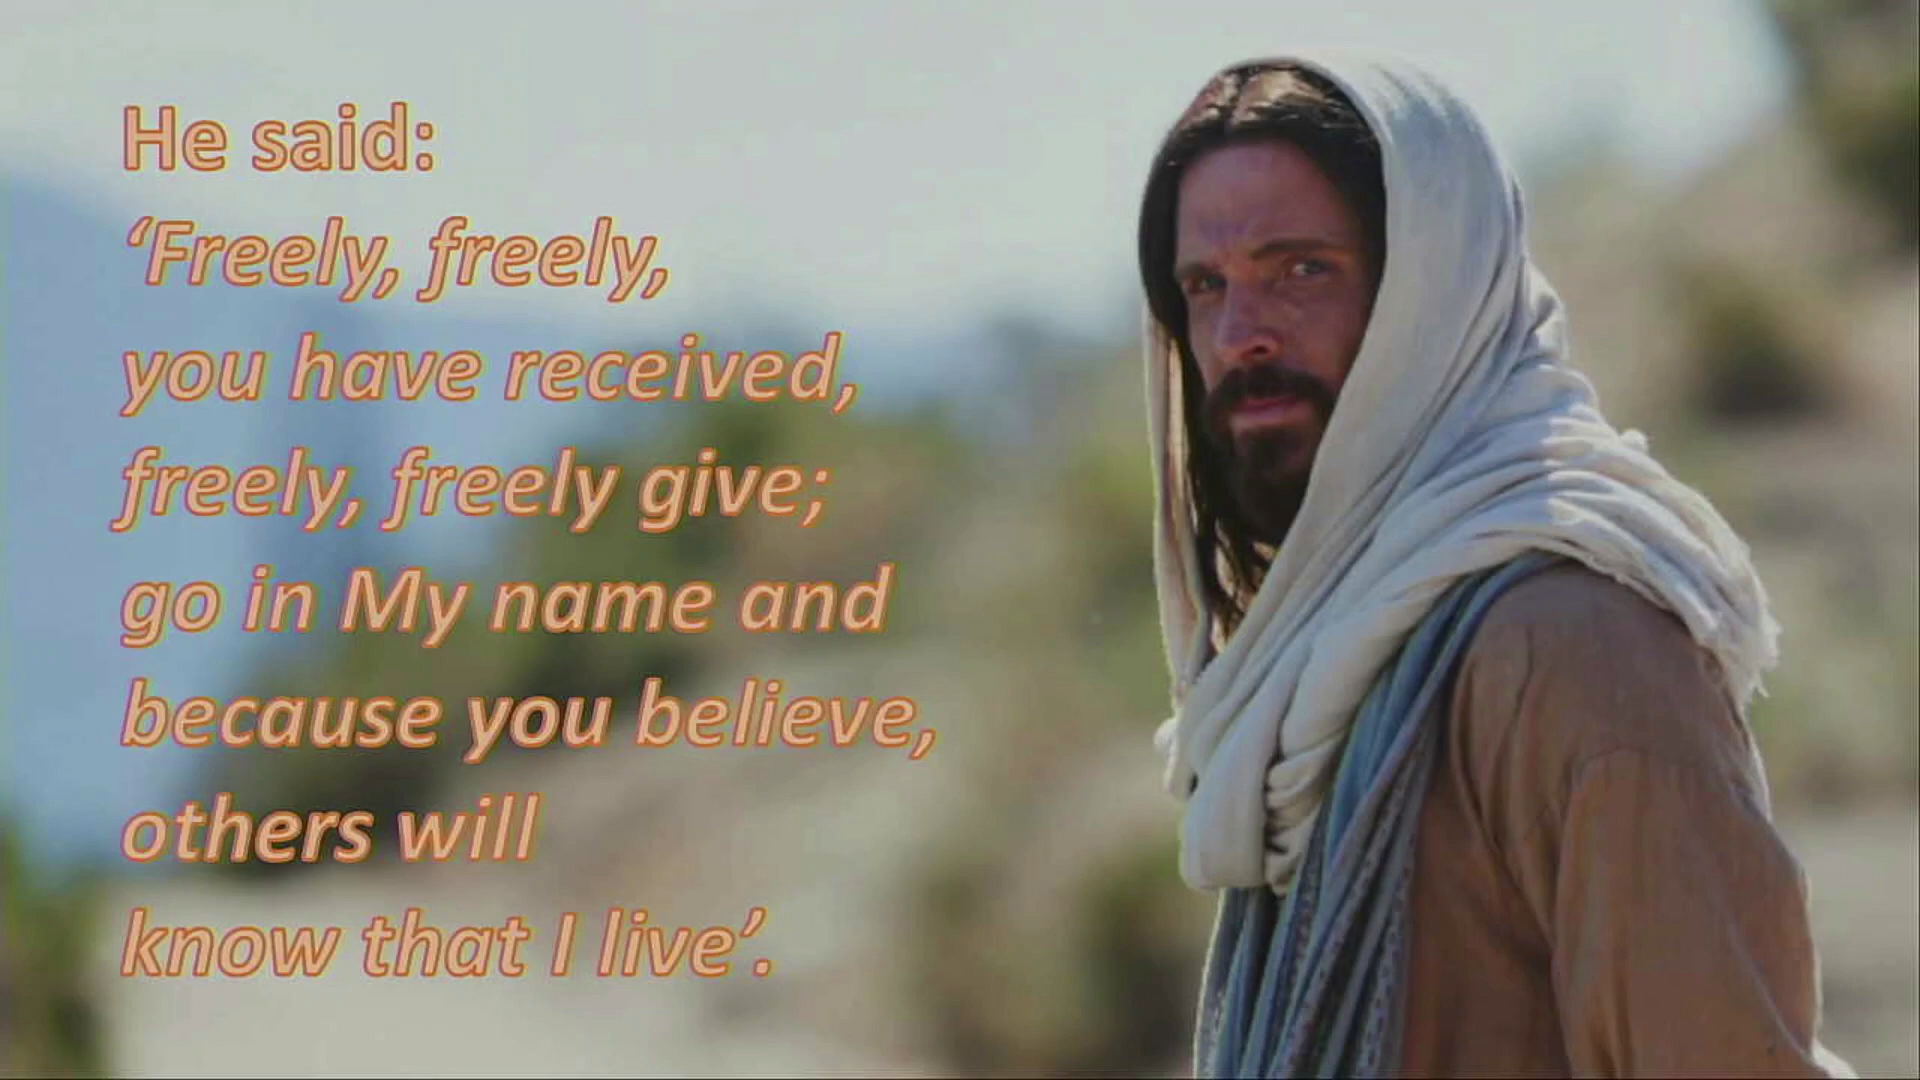 He said:
‘Freely, freely,
you have received,
freely, freely give;
go in My name and
because you believe,
others will
know that I live’.